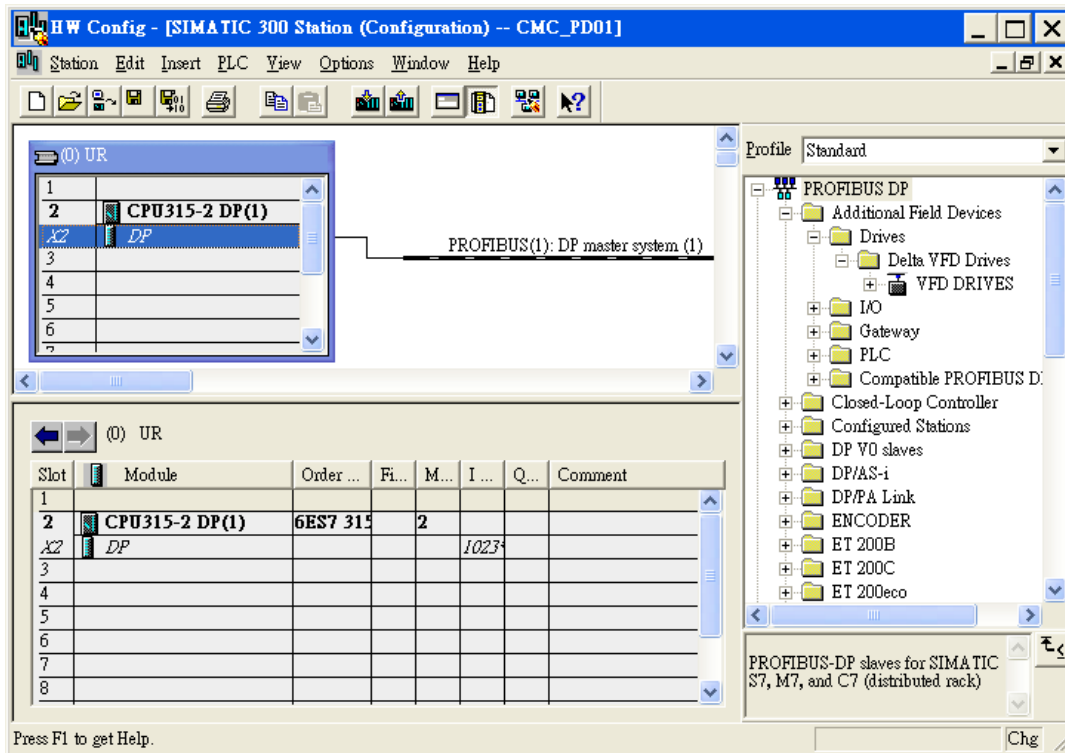 HW Config - [SIMATIC 300 Station (Configuration) -- CMC_PD01]
Station Edit Insert PLC View Options Window Help
(0) UR
1
2 CPU315-2 DP(1)
X2 DP
3
4
5
6
7
PROFIBUS(1): DP master system (1)
Profile Standard
PROFIBUS DP
Additional Field Devices
Drives
Delta VFD Drives
VFD DRIVES
I/O
Gateway
PLC
Compatible PROFIBUS D
Closed-Loop Controller
Configured Stations
DP V0 slaves
DP/AS-i
DP/PA Link
ENCODER
ET 200B
ET 200C
ET 200eco
(0) UR
Slot Module Order ... Fi... M... I ... Q... Comment
1
2 CPU315-2 DP(1) 6ES7 315 2
X2 DP 1023*
3
4
5
6
7
8
PROFIBUS-DP slaves for SIMATIC
S7, M7, and C7 (distributed rack)
Press F1 to get Help.
Chg